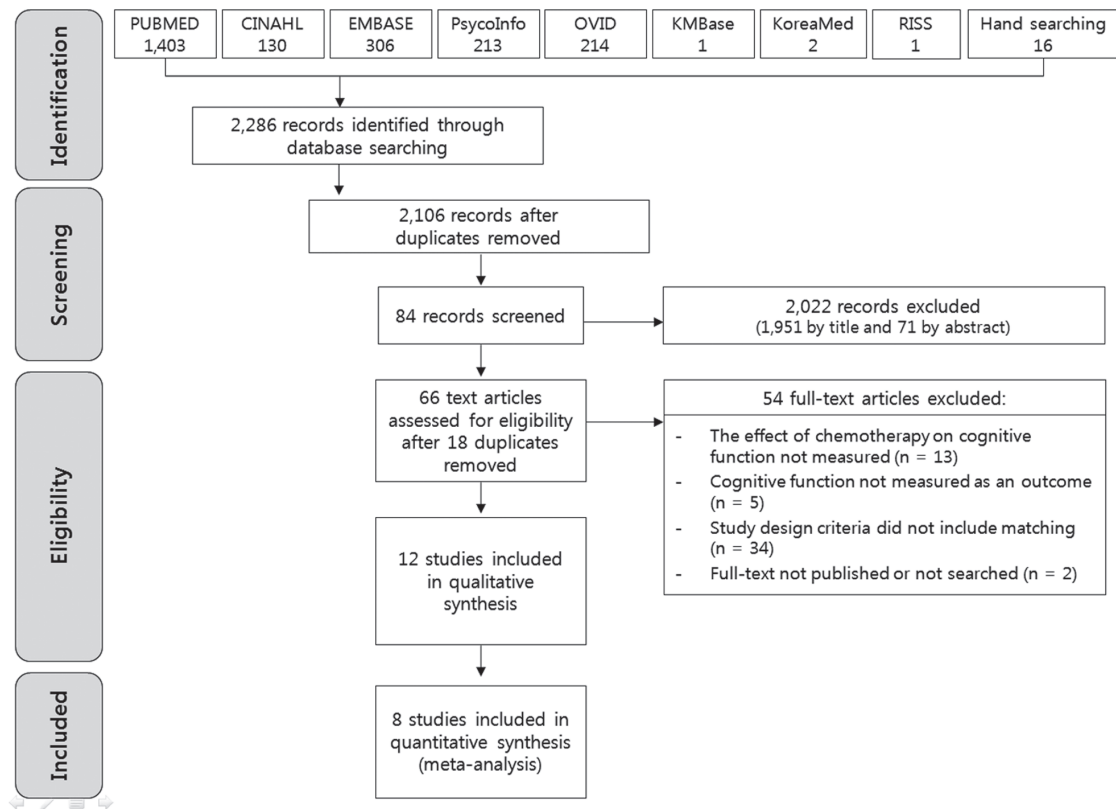 PUBMED
1,403
CINAHL
130
EMBASE
306
PsycoInfo
213
OVID
214
KMBase
1
KoreaMed
2
RISS
1
Hand searching
16
Identification
2,286 records identified through
database searching
Screening
2,106 records after
duplicates removed
84 records screened
2,022 records excluded
(1,951 by title and 71 by abstract)
Eligibility
66 text articles
assessed for eligibility
after 18 duplicates
removed
54 full-text articles excluded:
- The effect of chemotherapy on cognitive
function not measured (n = 13)
- Cognitive function not measured as an outcome
(n = 5)
- Study design criteria did not include matching
(n = 34)
- Full-text not published or not searched (n = 2)
12 studies included
in qualitative
synthesis
Included
8 studies included in
quantitative synthesis
(meta-analysis)